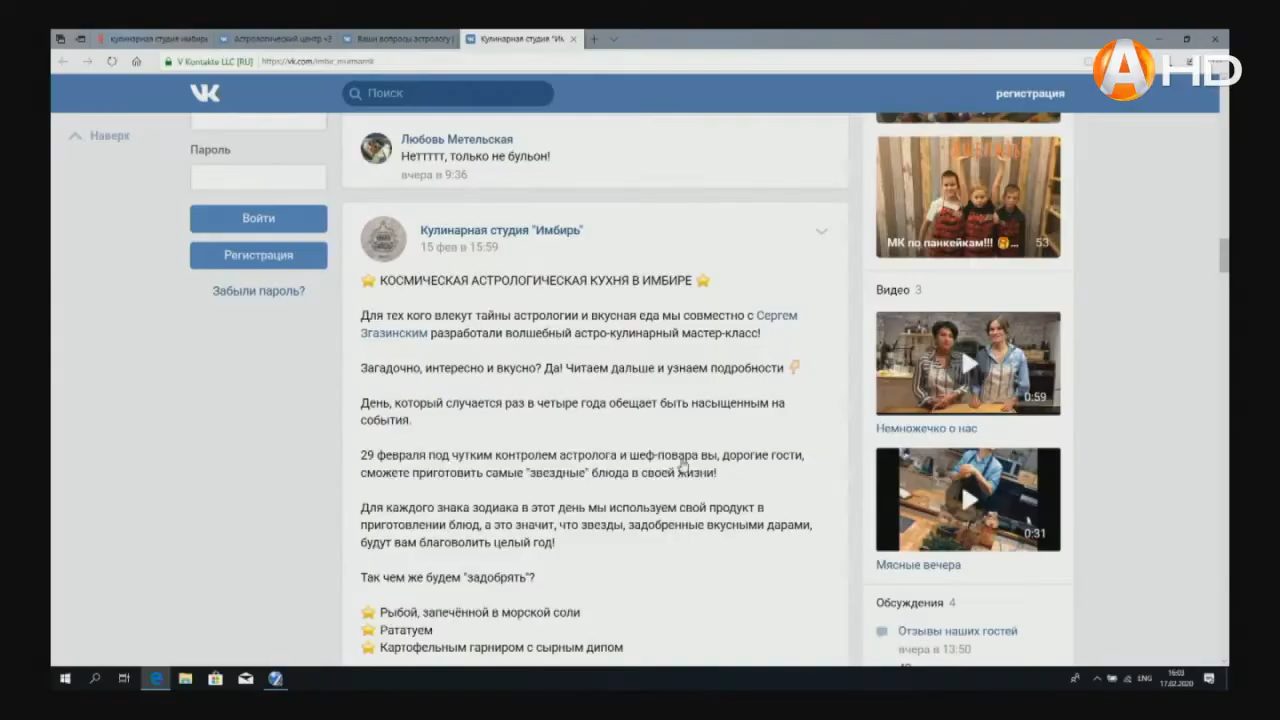 кулинарная студия имбирь
астрологический центр +3
Ваши вопросы астрологу |
Кулинарная студия "Им
V Kontakte LLC [RU]
https://vk.com/imbir_murmansk
AHD
Поиск
регистрация
Наверх
Пароль
Войти
Регистрация
Забыли пароль?
Любовь Метельская
Неттттт, только не бульон!
вчера в 9:36
Кулинарная студия "Имбирь"
15 фев в 15:59
КОСМИЧЕСКАЯ АСТРОЛОГИЧЕСКАЯ КУХНЯ В ИМБИРЕ
Для тех кого влекут тайны астрологии и вкусная еда мы совместно с Сергем
Згазинским разработали волшебный астро-кулинарный мастер-класс!
Загадочно, интересно и вкусно? Да! Читаем дальше и узнаем подробности
День, который случается раз в четыре года обещает быть насыщенным на
события.
29 февраля под чутким контролем астролога и шеф-повара вы, дорогие гости,
сможете приготовить самые "звездные" блюда в своей жизни!
Для каждого знака зодиака в этот день мы используем свой продукт в
приготовлении блюд, а это значит, что звезды, задобренные вкусными дарами,
будут вам благоволить целый год!
Так чем же будем "задобрять"?
Рыбой, запечённой в морской соли
Рататуем
Картофельным гарниром с сырным дипом
МК по панкейкам!!! ... 53
Видео 3
0:59
Немножечко о нас
0:31
Мясные вечера
Обсуждения 4
Отзывы наших гостей
вчера в 13:50
ENG
16:03
17.02.2020